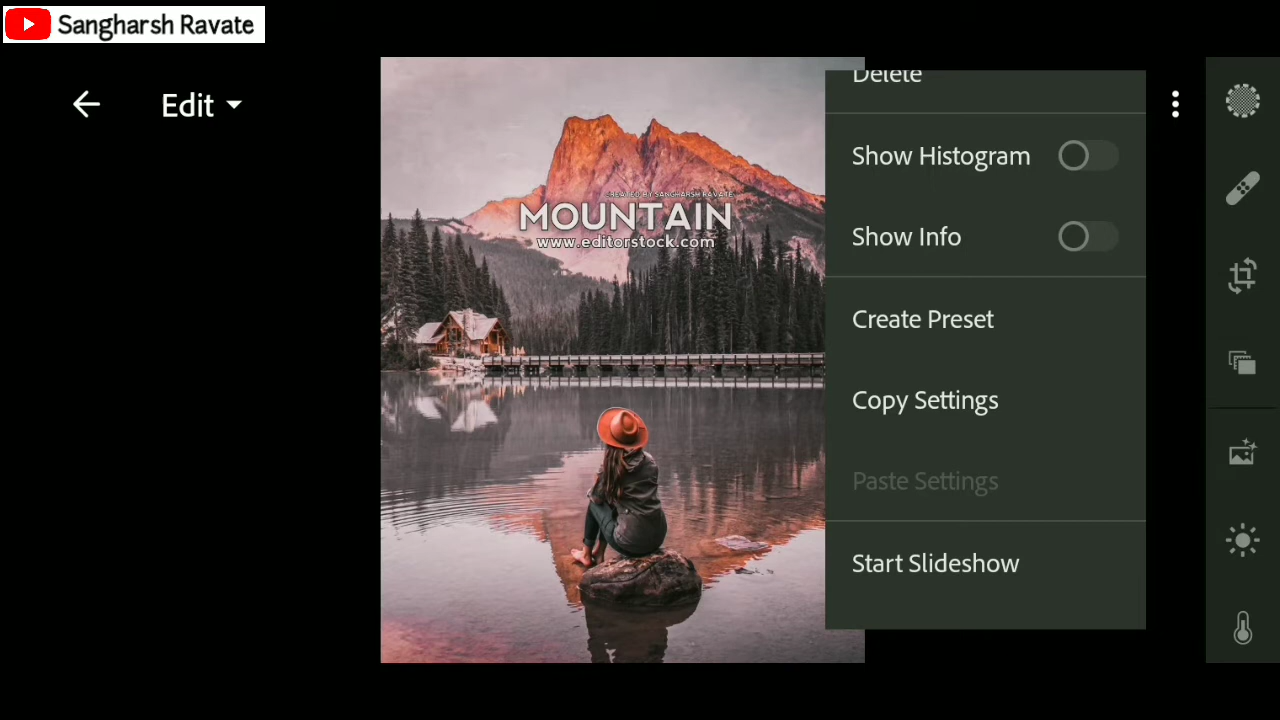 Sangharsh Ravate
Edit
CREATED BY SANGHARSH RAVATE
MOUNTAIN
www.editorstock.com
Delete
Show Histogram
Show Info
Create Preset
Copy Settings
Paste Settings
Start Slideshow